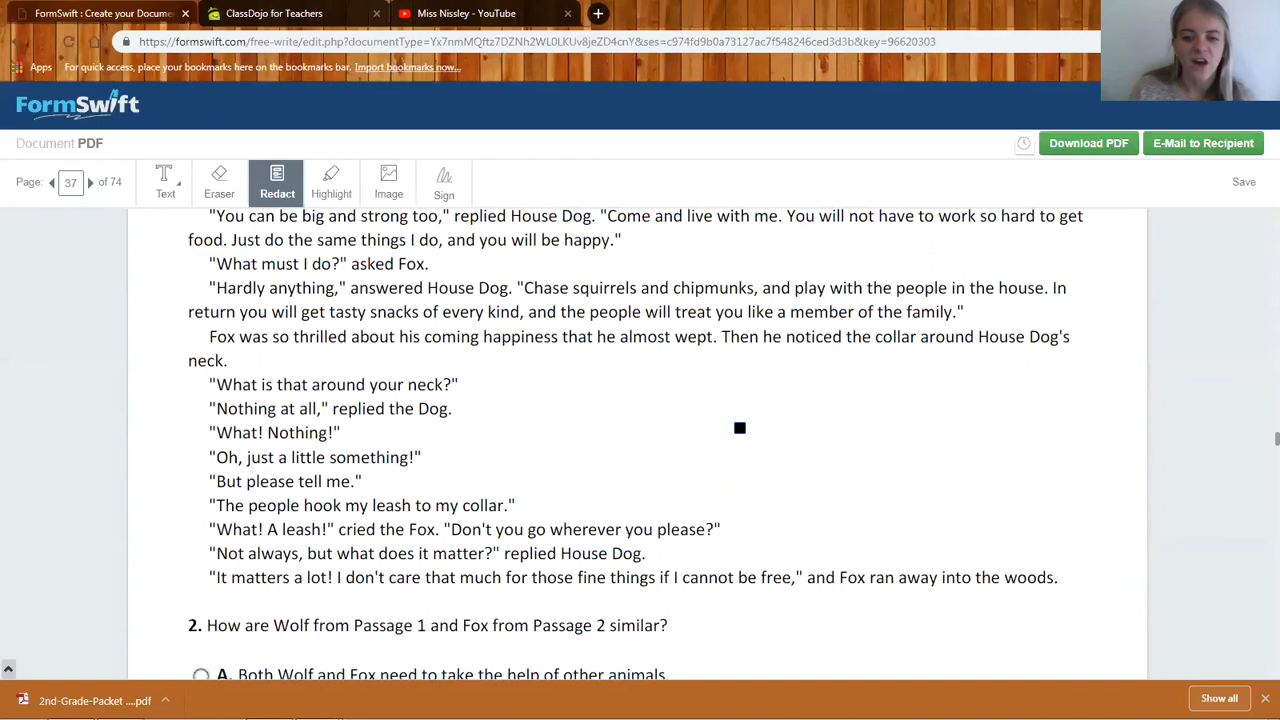 FormSwift : Create your Docume
ClassDojo for Teachers
Miss Nissley - YouTube
https://formswift.com/free-write/edit.php?documentType=Yx7nmMQftz7DZNh2WL0LKUv8jeZD4cnY&ses=c974fd9b0a73127ac7f548246ced3d3b&key=96620303
Apps For quick access, place your bookmarks here on the bookmarks bar. Import bookmarks now...
FormSwift
Document PDF
Download PDF
E-Mail to Recipient
Page: 37 of 74
Text
Eraser
Redact
Highlight
Image
Sign
Save
"You can be big and strong too," replied House Dog. "Come and live with me. You will not have to work so hard to get
food. Just do the same things I do, and you will be happy."
"What must I do?" asked Fox.
"Hardly anything," answered House Dog. "Chase squirrels and chipmunks, and play with the people in the house. In
return you will get tasty snacks of every kind, and the people will treat you like a member of the family."
Fox was so thrilled about his coming happiness that he almost wept. Then he noticed the collar around House Dog's
neck.
"What is that around your neck?"
"Nothing at all," replied the Dog.
"What! Nothing!"
"Oh, just a little something!"
"But please tell me."
"The people hook my leash to my collar."
"What! A leash!" cried the Fox. "Don't you go wherever you please?"
"Not always, but what does it matter?" replied House Dog.
"It matters a lot! I don't care that much for those fine things if I cannot be free," and Fox ran away into the woods.
2. How are Wolf from Passage 1 and Fox from Passage 2 similar?
A. Both Wolf and Fox need to take the help of other animals.
2nd-Grade-Packet ....pdf
Show all